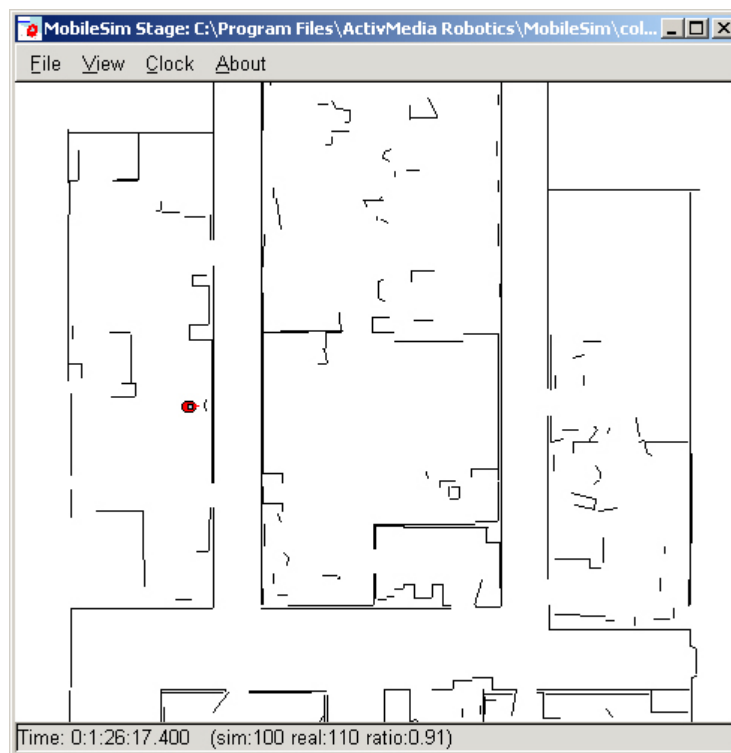 MobileSim Stage: C:\Program Files\ActivMedia Robotics\MobileSim\col...
File View Clock About
Time: 0:1:26:17.400 (sim:100 real:110 ratio:0.91)